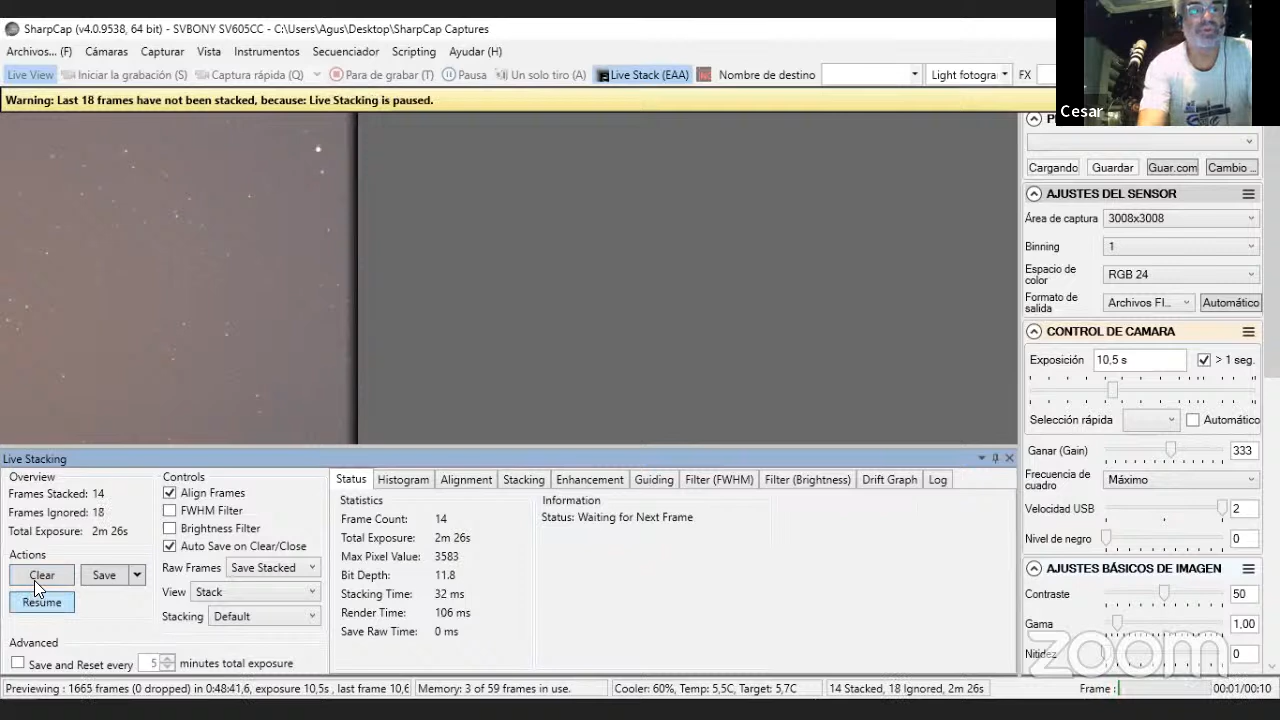 SharpCap (v4.0.9538, 64 bit) - SVBONY SV605CC - C:\Users\Agus\Desktop\SharpCap Captures
Archivos... (F) Cámaras Capturar Vista Instrumentos Secuenciador Scripting Ayudar (H)
Live View Iniciar la grabación (S) Captura rápida (Q) Para de grabar (T) Pausa Un solo tiro (A) Live Stack (EAA) Nombre de destino Light fotogra FX
Warning: Last 18 frames have not been stacked, because: Live Stacking is paused.
Cesar
Cargando Guardar Guar.com Cambio ...
AJUSTES DEL SENSOR
Área de captura 3008x3008
Binning 1
Espacio de color RGB 24
Formato de salida Archivos FI... Automático
CONTROL DE CAMARA
Exposición 10,5 s > 1 seg.
Selección rápida Automático
Ganar (Gain) 333
Frecuencia de cuadro Máximo
Velocidad USB 2
Nivel de negro 0
AJUSTES BÁSICOS DE IMAGEN
Contraste 50
Gama 1,00
Nitidez 0
zoom
Live Stacking
Overview
Frames Stacked: 14
Frames Ignored: 18
Total Exposure: 2m 26s
Actions
Clear Save
Resume
Advanced
Save and Reset every 5 minutes total exposure
Controls
Align Frames
FWHM Filter
Brightness Filter
Auto Save on Clear/Close
Raw Frames Save Stacked
View Stack
Stacking Default
Status Histogram Alignment Stacking Enhancement Guiding Filter (FWHM) Filter (Brightness) Drift Graph Log
Statistics
Frame Count: 14
Total Exposure: 2m 26s
Max Pixel Value: 3583
Bit Depth: 11.8
Stacking Time: 32 ms
Render Time: 106 ms
Save Raw Time: 0 ms
Information
Status: Waiting for Next Frame
Previewing : 1665 frames (0 dropped) in 0:48:41,6, exposure 10,5s , last frame 10,6 Memory: 3 of 59 frames in use. Cooler: 60%, Temp: 5,5C, Target: 5,7C 14 Stacked, 18 Ignored, 2m 26s Frame : 00:01/00:10